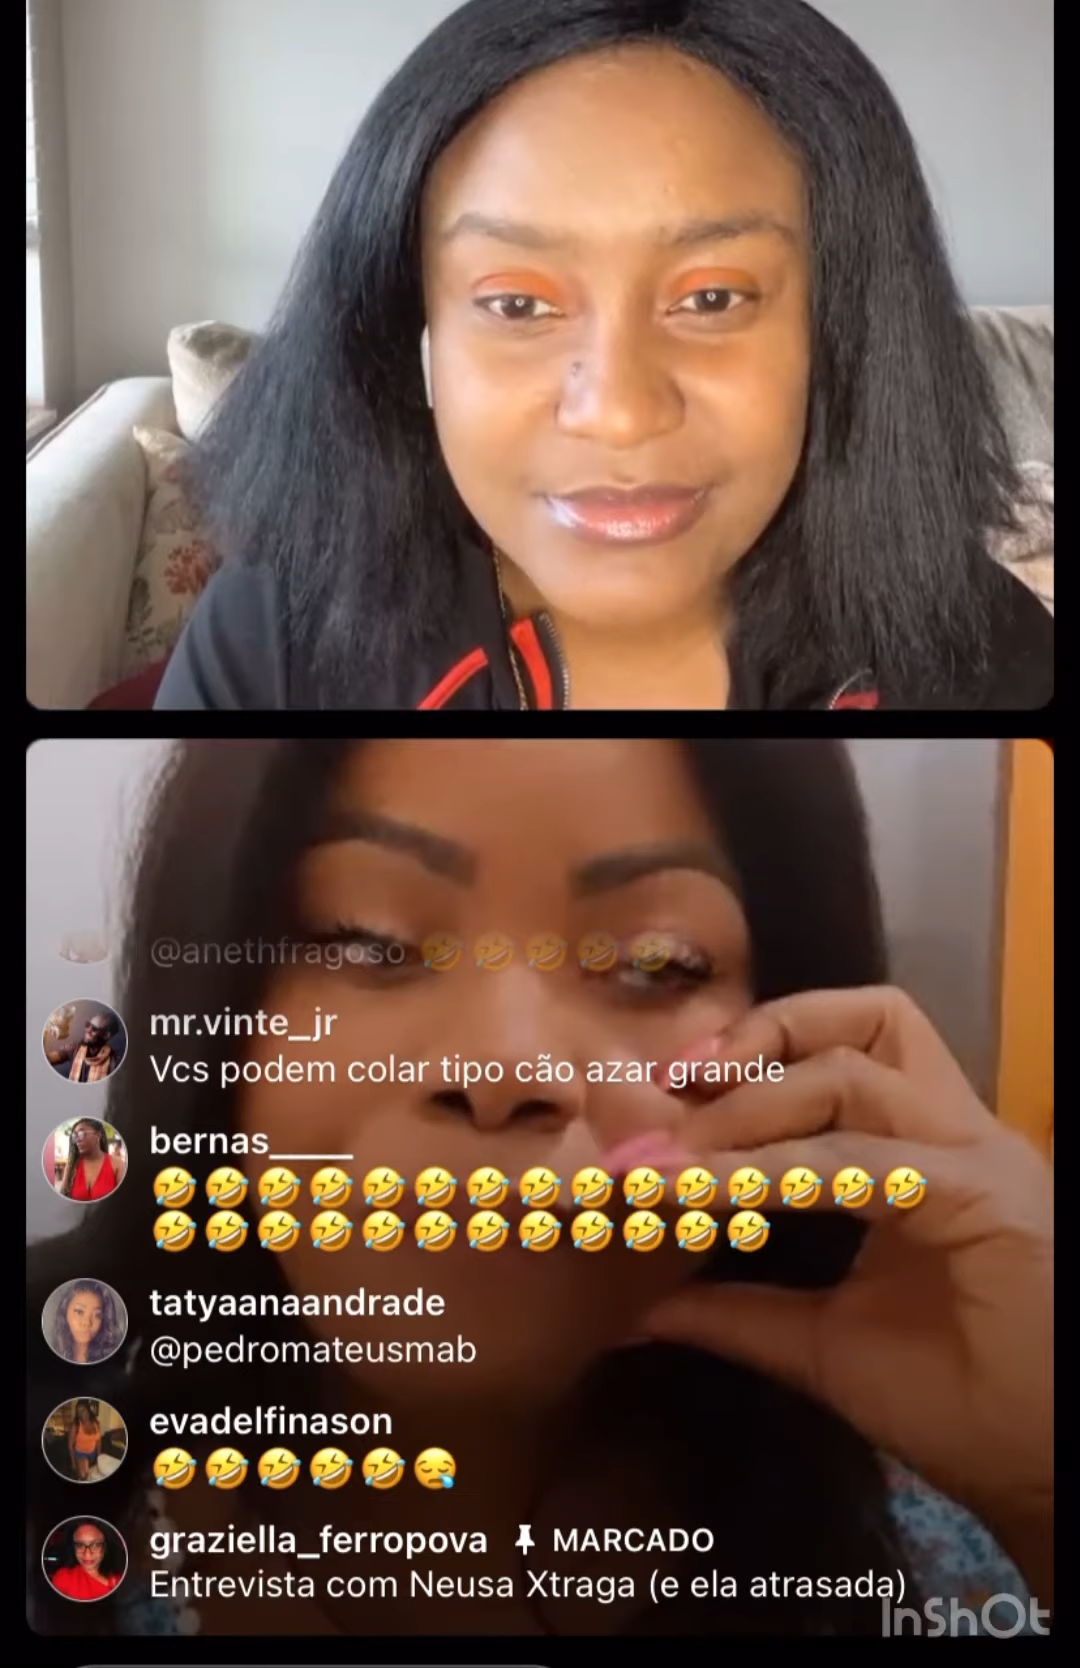 @anethfragoso 🤣🤣🤣🤣🤣
mr.vinte_jr
Vcs podem colar tipo cão azar grande
bernas____
🤣🤣🤣🤣🤣🤣🤣🤣🤣🤣🤣🤣🤣🤣🤣
🤣🤣🤣🤣🤣🤣🤣🤣🤣🤣🤣🤣
tatyaanaandrade
@pedromateusmab
evadelfinason
🤣🤣🤣🤣🤣😪
graziella_ferropova 📌 MARCADO
Entrevista com Neusa Xtraga (e ela atrasada)
InShOt